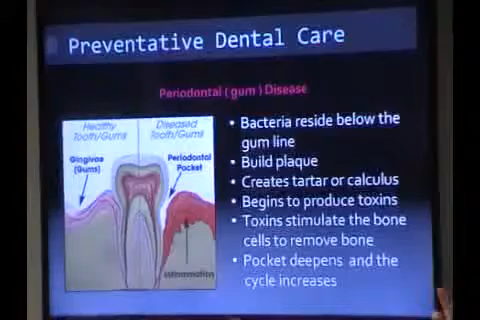 Preventative Dental Care
Periodontal ( gum ) Disease
Healthy
Tooth/Gums
Diseased
Tooth/Gums
Gingivae
(Gums)
Periodontal
Pocket
Inflammation
• Bacteria reside below the
gum line
• Build plaque
• Creates tartar or calculus
• Begins to produce toxins
• Toxins stimulate the bone
cells to remove bone
• Pocket deepens and the
cycle increases